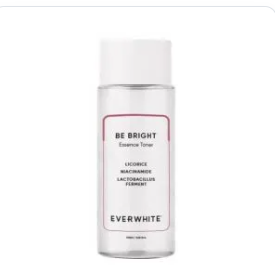 BE BRIGHT
Essence Toner
LICORICE
NIACINAMIDE
LACTOBACILLUS
FERMENT
EVERWHITE